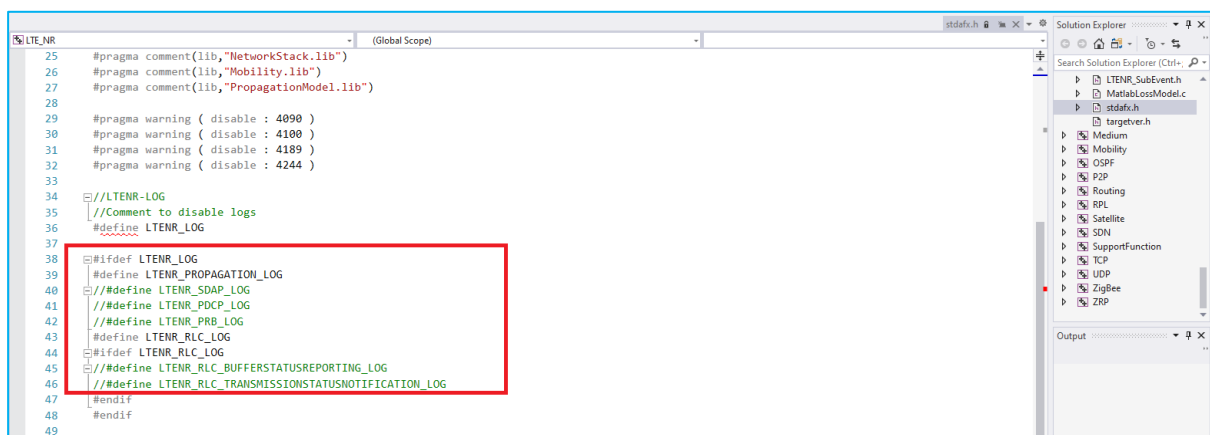 stdafx.h
Solution Explorer
LTE_NR
(Global Scope)
Search Solution Explorer (Ctrl+;
25 #pragma comment(lib,"NetworkStack.lib")
26 #pragma comment(lib,"Mobility.lib")
27 #pragma comment(lib,"PropagationModel.lib")
28
29 #pragma warning ( disable : 4090 )
30 #pragma warning ( disable : 4100 )
31 #pragma warning ( disable : 4189 )
32 #pragma warning ( disable : 4244 )
33
34 //LTENR-LOG
35 //Comment to disable logs
36 #define LTENR_LOG
37
38 #ifdef LTENR_LOG
39 #define LTENR_PROPAGATION_LOG
40 //#define LTENR_SDAP_LOG
41 //#define LTENR_PDCP_LOG
42 //#define LTENR_PRB_LOG
43 #define LTENR_RLC_LOG
44 #ifdef LTENR_RLC_LOG
45 //#define LTENR_RLC_BUFFERSTATUSREPORTING_LOG
46 //#define LTENR_RLC_TRANSMISSIONSTATUSNOTIFICATION_LOG
47 #endif
48 #endif
49
LTENR_SubEvent.h
MatlabLossModel.c
stdafx.h
targetver.h
Medium
Mobility
OSPF
P2P
Routing
RPL
Satellite
SDN
SupportFunction
TCP
UDP
ZigBee
ZRP
Output